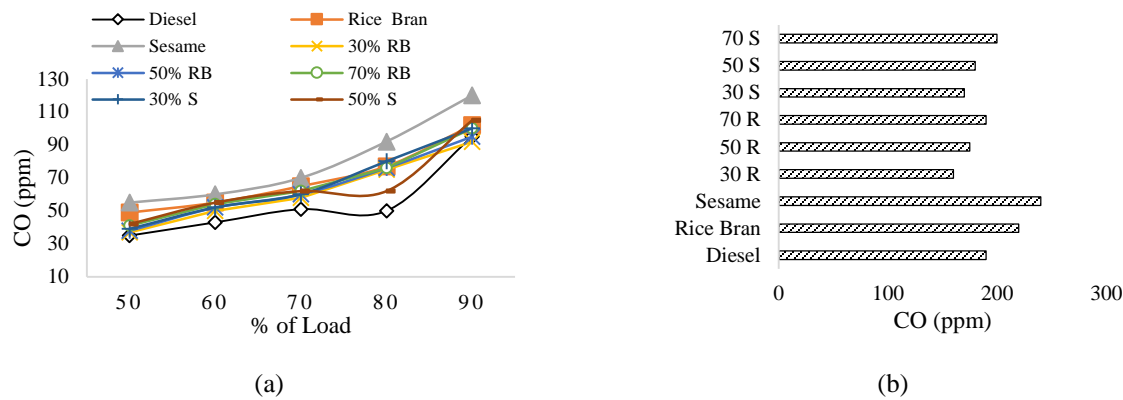 Diesel
Rice Bran
Sesame
30% RB
50% RB
70% RB
30% S
50% S
130
110
90
70
50
30
10
CO (ppm)
50 60 70 80 90
% of Load
(a)
70 S
50 S
30 S
70 R
50 R
30 R
Sesame
Rice Bran
Diesel
0 100 200 300
CO (ppm)
(b)